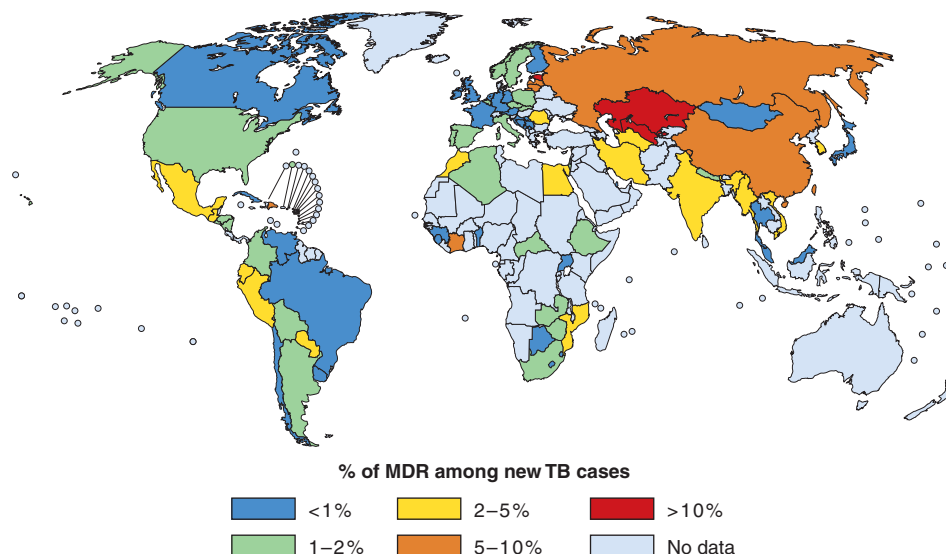 % of MDR among new TB cases
<1% 2–5% >10%
1–2% 5–10% No data